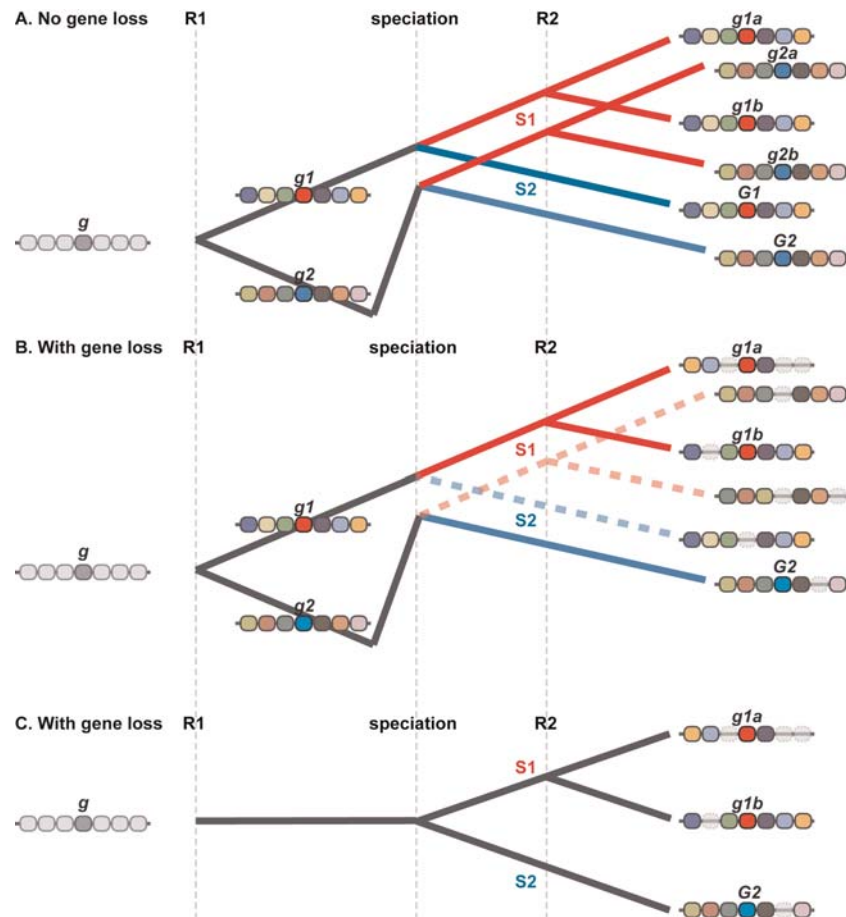 A. No gene loss R1 speciation R2 g1a
g2a
S1 g1b
g1 g2b
S2 G1
g G2
g2
B. With gene loss R1 speciation R2 g1a
S1 g1b
g1 S2
g G2
g2
C. With gene loss R1 speciation R2 g1a
S1
g g1b
S2 G2